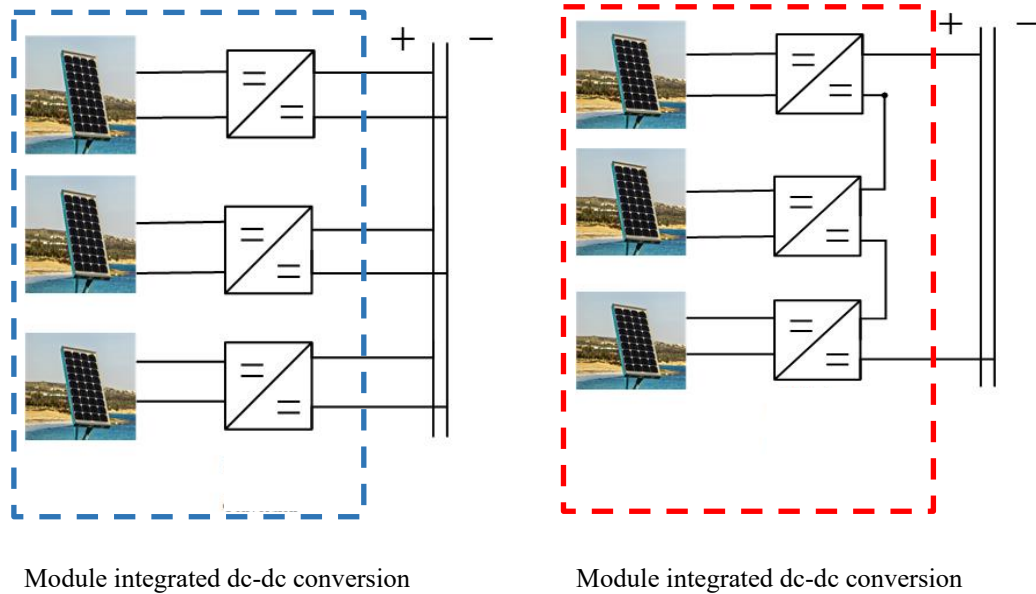 + −
+ −
Module integrated dc-dc conversion
Module integrated dc-dc conversion